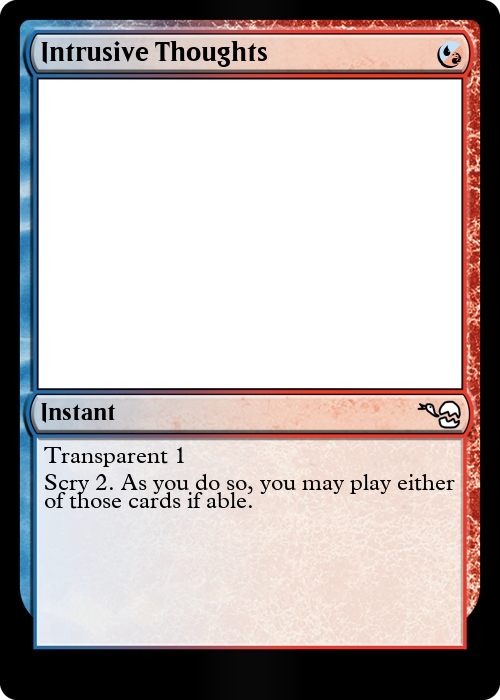 Intrusive Thoughts
Instant
Transparent 1
Scry 2. As you do so, you may play either
of those cards if able.